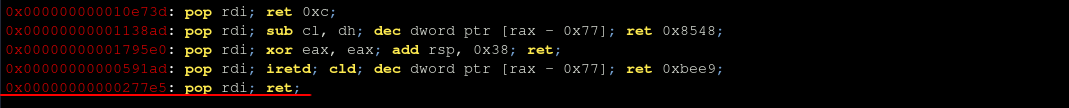 0x000000000010e73d: pop rdi; ret 0xc;
0x00000000001138ad: pop rdi; sub cl, dh; dec dword ptr [rax - 0x77]; ret 0x8548;
0x00000000001795e0: pop rdi; xor eax, eax; add rsp, 0x38; ret;
0x00000000000591ad: pop rdi; iretd; cld; dec dword ptr [rax - 0x77]; ret 0xbee9;
0x00000000000277e5: pop rdi; ret;